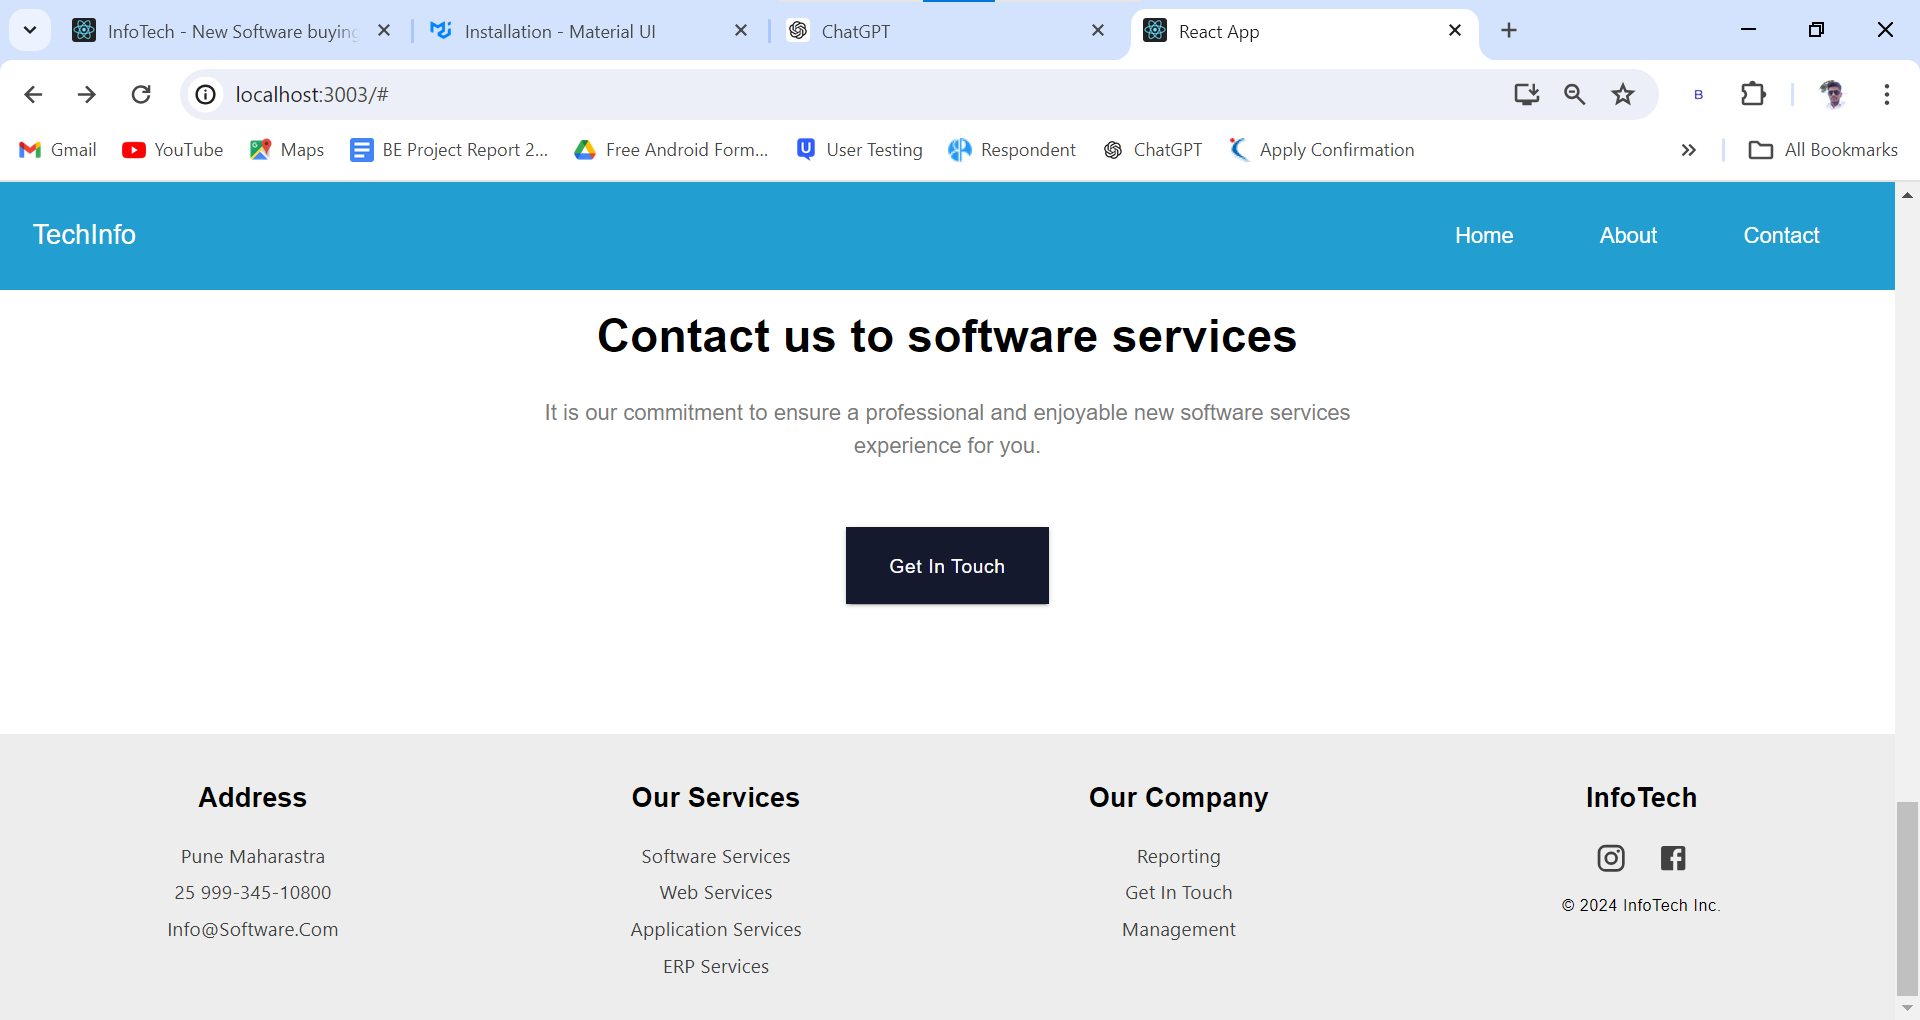 InfoTech - New Software buying
Installation - Material UI
ChatGPT
React App
localhost:3003/#
B
Gmail
YouTube
Maps
BE Project Report 2...
Free Android Form...
User Testing
Respondent
ChatGPT
Apply Confirmation
All Bookmarks
TechInfo
Home
About
Contact
Contact us to software services
It is our commitment to ensure a professional and enjoyable new software services
experience for you.
Get In Touch
Address
Pune Maharastra
25 999-345-10800
Info@Software.Com
Our Services
Software Services
Web Services
Application Services
ERP Services
Our Company
Reporting
Get In Touch
Management
InfoTech
© 2024 InfoTech Inc.